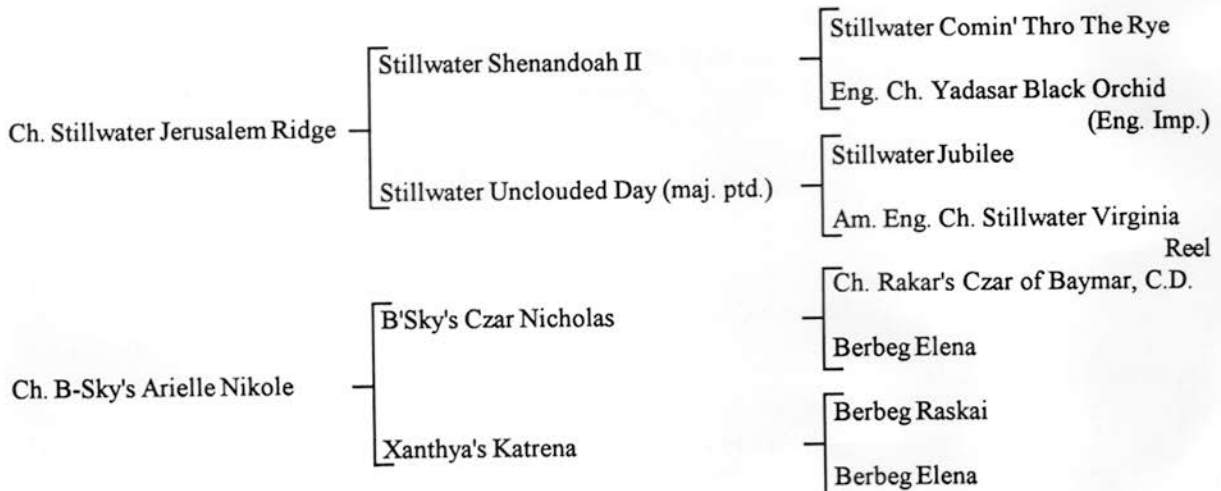 Stillwater Comin' Thro The Rye
Stillwater Shenandoah II
Eng. Ch. Yadasar Black Orchid
(Eng. Imp.)
Ch. Stillwater Jerusalem Ridge
Stillwater Jubilee
Stillwater Unclouded Day (maj. ptd.)
Am. Eng. Ch. Stillwater Virginia
Reel
Ch. Rakar's Czar of Baymar, C.D.
B'Sky's Czar Nicholas
Berbeg Elena
Ch. B-Sky's Arielle Nikole
Berbeg Raskai
Xanthya's Katrena
Berbeg Elena